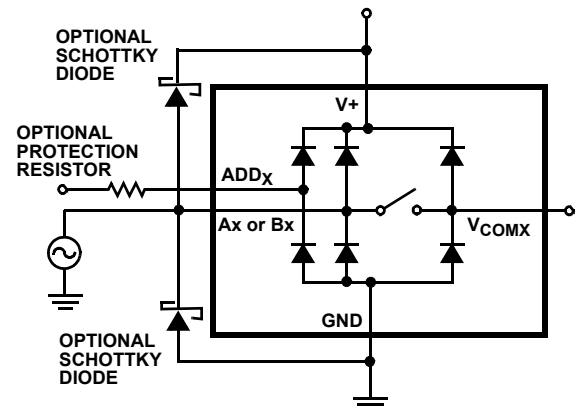 OPTIONAL
SCHOTTKY
DIODE
V+
OPTIONAL
PROTECTION
RESISTOR
ADDX
Ax or Bx
VCOMX
GND
OPTIONAL
SCHOTTKY
DIODE